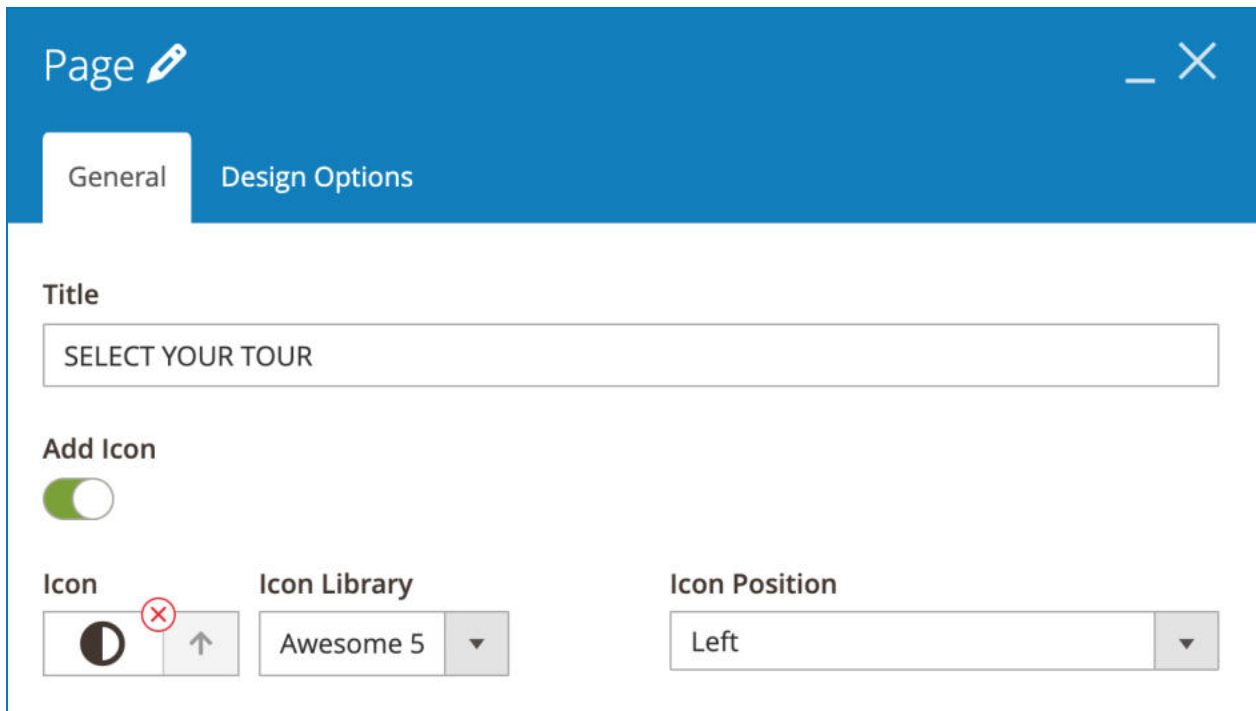 Page
General Design Options
Title
SELECT YOUR TOUR
Add Icon
Icon Icon Library Icon Position
Awesome 5 Left